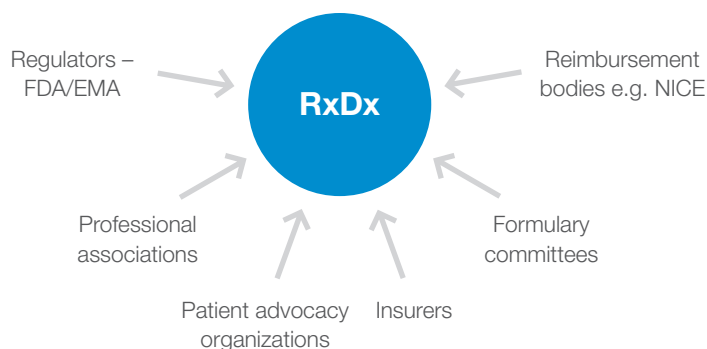 Regulators –
FDA/EMA
RxDx
Reimbursement
bodies e.g. NICE
Professional
associations
Formulary
committees
Patient advocacy
organizations
Insurers